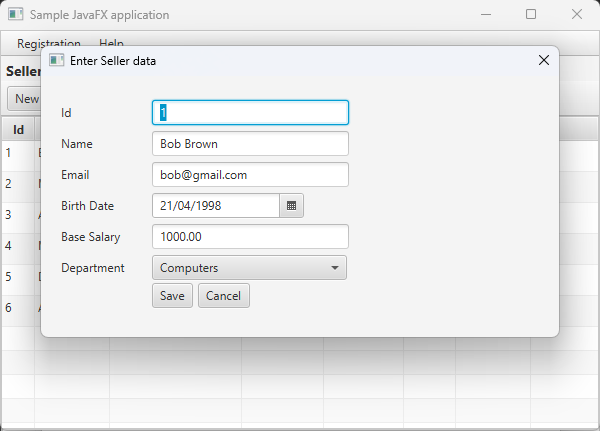 Sample JavaFX application
Registration Help
Enter Seller data
Seller
New
Id
1
2
3
4
5
6
Id 1
Name Bob Brown
Email bob@gmail.com
Birth Date 21/04/1998
Base Salary 1000.00
Department Computers
Save Cancel